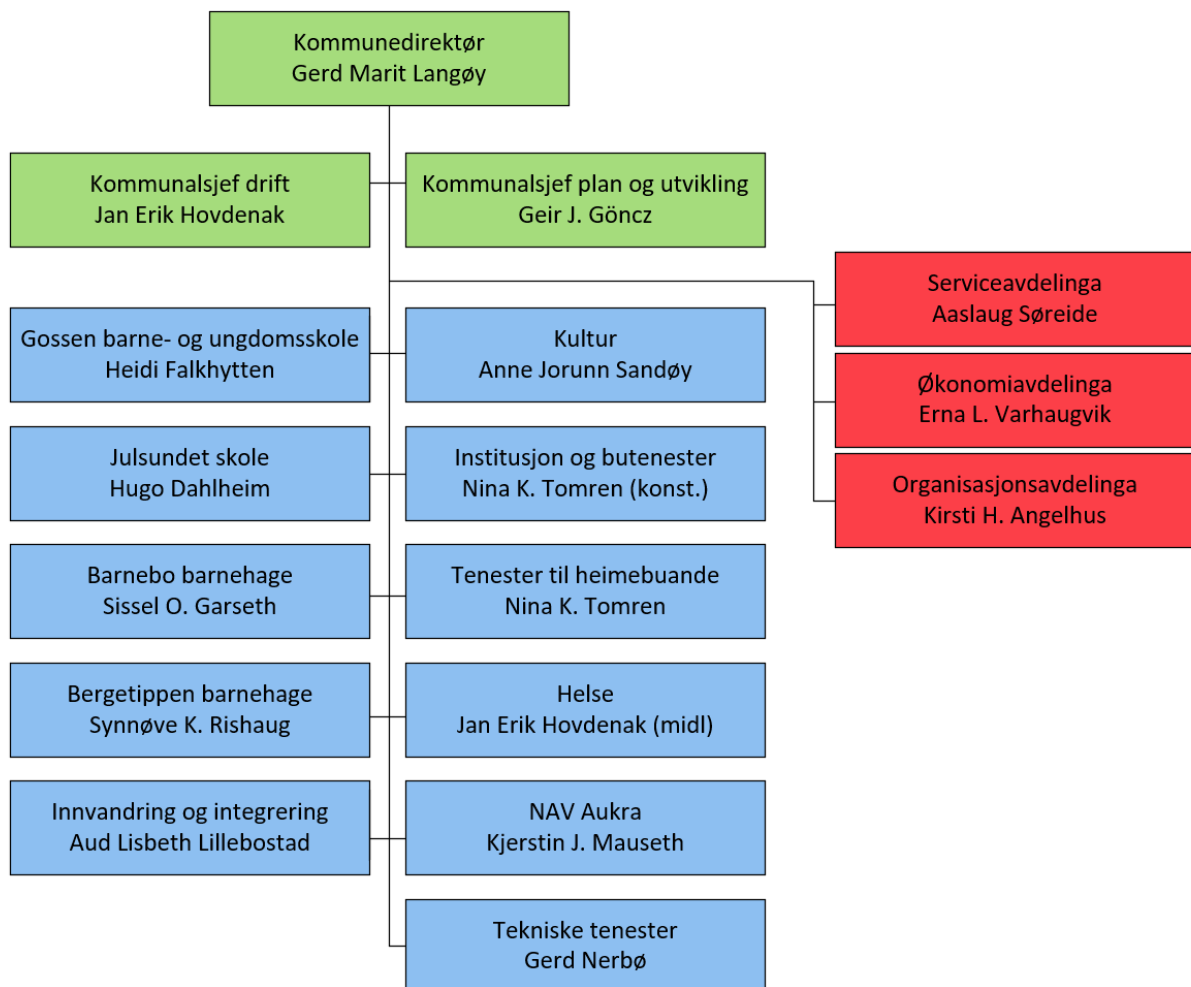 Kommunedirektør
Gerd Marit Langøy
Kommunalsjef drift
Jan Erik Hovdenak
Kommunalsjef plan og utvikling
Geir J. Göncz
Serviceavdelinga
Aaslaug Søreide
Økonomiavdelinga
Erna L. Varhaugvik
Organisasjonsavdelinga
Kirsti H. Angelhus
Gossen barne- og ungdomsskole
Heidi Falkhytten
Kultur
Anne Jorunn Sandøy
Julsundet skole
Hugo Dahlheim
Institusjon og butenester
Nina K. Tomren (konst.)
Barnebo barnehage
Sissel O. Garseth
Tenester til heimebuande
Nina K. Tomren
Bergetippen barnehage
Synnøve K. Rishaug
Helse
Jan Erik Hovdenak (midl)
Innvandring og integrering
Aud Lisbeth Lillebostad
NAV Aukra
Kjerstin J. Mauseth
Tekniske tenester
Gerd Nerbø